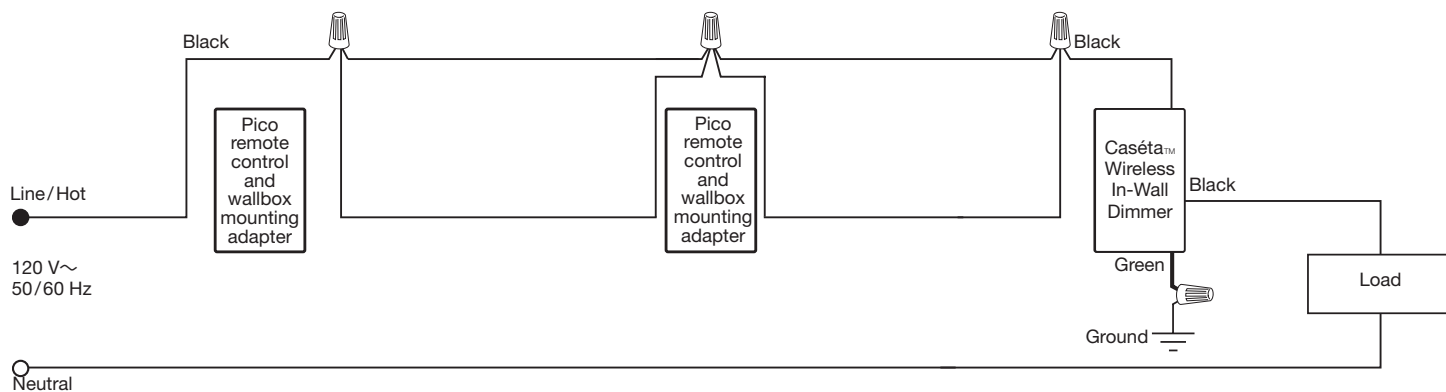 Black
Black
Pico
remote
control
and
wallbox
mounting
adapter
Pico
remote
control
and
wallbox
mounting
adapter
Caséta™
Wireless
In-Wall
Dimmer
Line/Hot
Black
120 V~
50/60 Hz
Green
Load
Ground
Neutral